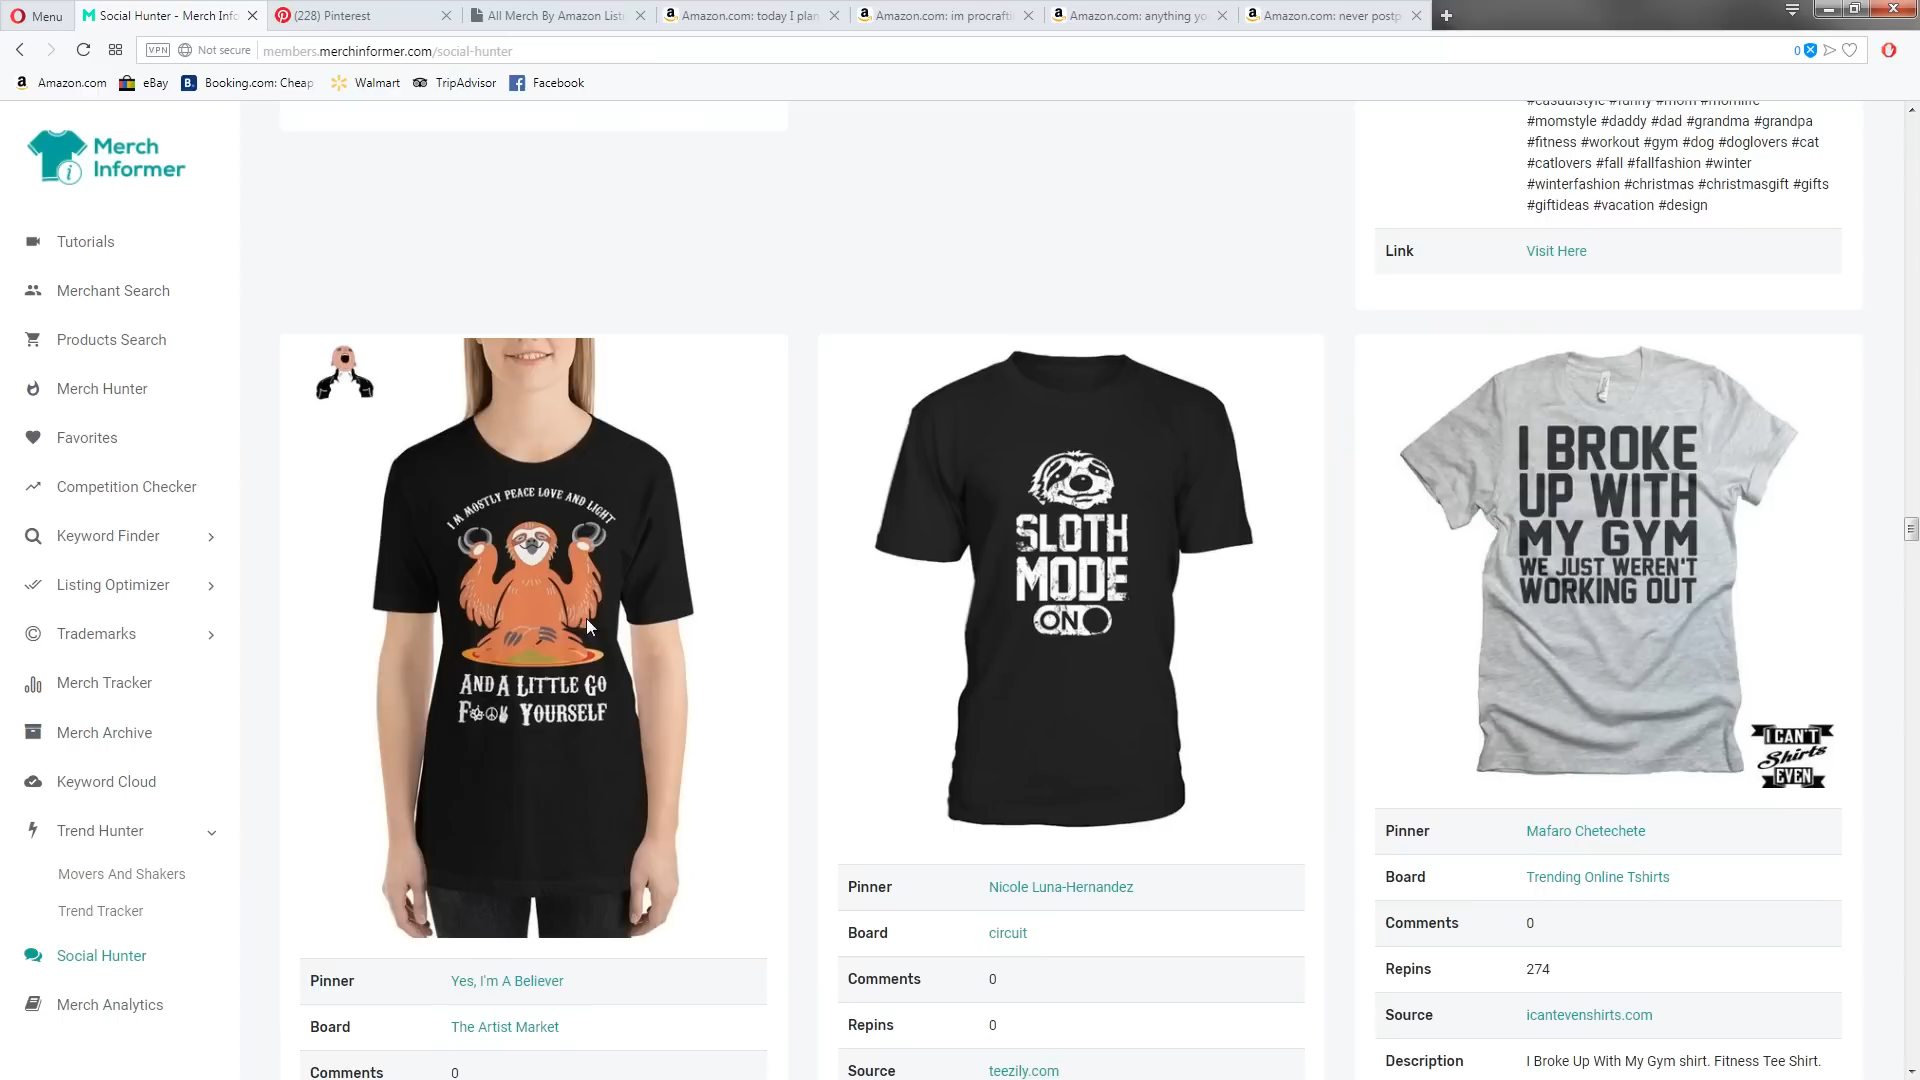 Menu
Social Hunter - Merch Info
(228) Pinterest
All Merch By Amazon List
Amazon.com: today I plan
Amazon.com: im procrafti
Amazon.com: anything yo
Amazon.com: never postp
VPN
Not secure
members.merchinformer.com/social-hunter
0
Amazon.com
eBay
Booking.com: Cheap
Walmart
TripAdvisor
Facebook
Merch
Informer
Tutorials
Merchant Search
Products Search
Merch Hunter
Favorites
Competition Checker
Keyword Finder
Listing Optimizer
Trademarks
Merch Tracker
Merch Archive
Keyword Cloud
Trend Hunter
Movers And Shakers
Trend Tracker
Social Hunter
Merch Analytics
#casualstyle #funny #mom #momlife
#momstyle #daddy #dad #grandma #grandpa
#fitness #workout #gym #dog #doglovers #cat
#catlovers #fall #fallfashion #winter
#winterfashion #christmas #christmasgift #gifts
#giftideas #vacation #design
Link
Visit Here
I'M MOSTLY PEACE LOVE AND LIGHT
AND A LITTLE GO
F YOURSELF
Pinner
Yes, I'm A Believer
Board
The Artist Market
Comments
0
SLOTH
MODE
ON
Pinner
Nicole Luna-Hernandez
Board
circuit
Comments
0
Repins
0
Source
teezily.com
I BROKE
UP WITH
MY GYM
WE JUST WEREN'T
WORKING OUT
I CAN'T
Shirts
EVEN
Pinner
Mafaro Chetechete
Board
Trending Online Tshirts
Comments
0
Repins
274
Source
icantevenshirts.com
Description
I Broke Up With My Gym shirt. Fitness Tee Shirt.